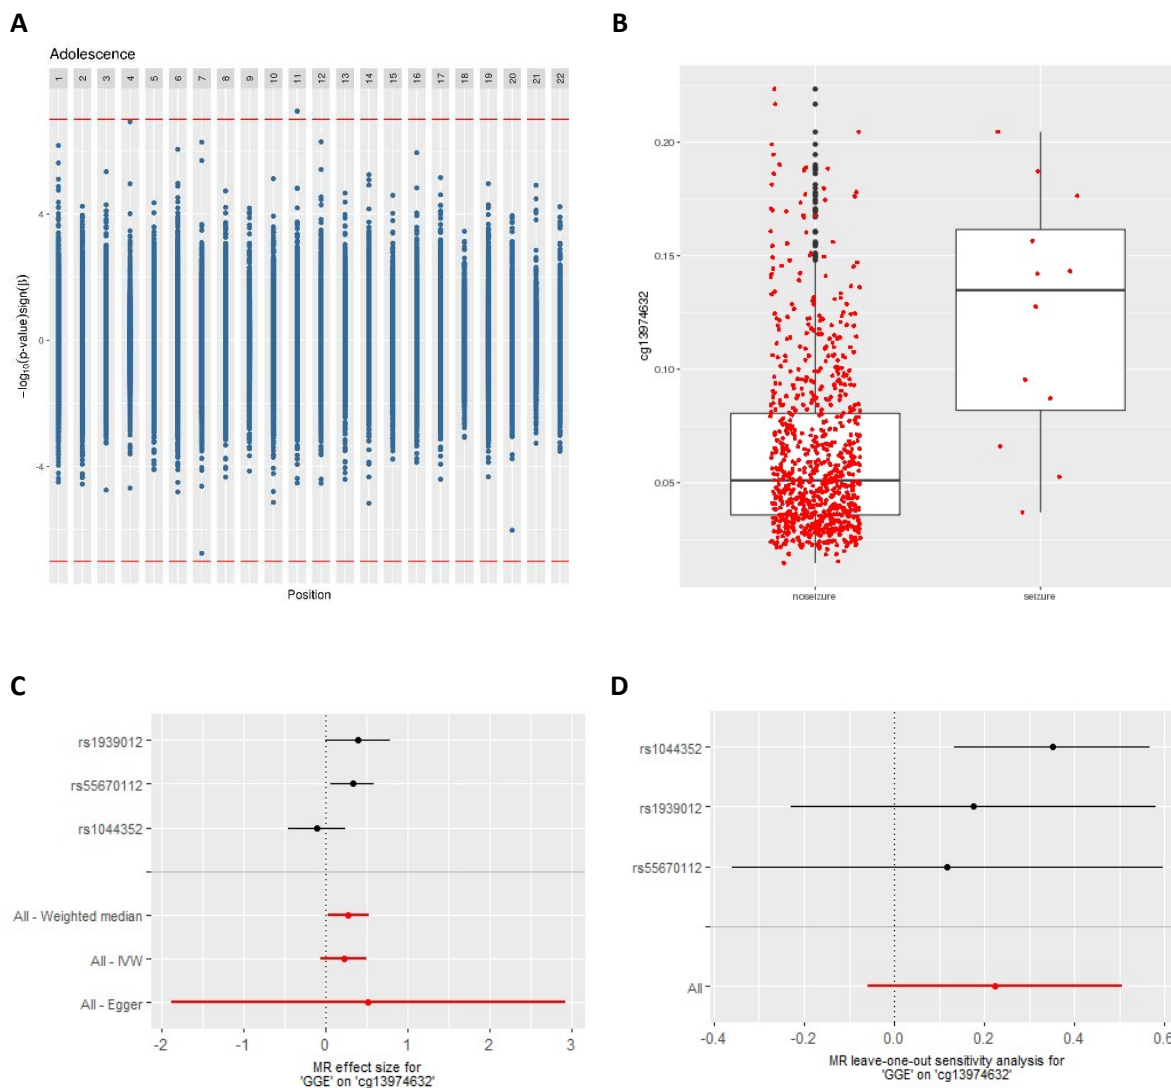 A
Adolescence
1 2 3 4 5 6 7 8 9 10 11 12 13 14 15 16 17 18 19 20 21 22
4
0
-4
−log10(p-value)sign(β)
Position
B
0.20
0.15
0.10
0.05
cg13974632
noseizure seizure
C
rs1939012
rs55670112
rs1044352
All - Weighted median
All - IVW
All - Egger
-2 -1 0 1 2 3
MR effect size for
'GGE' on 'cg13974632'
D
rs1044352
rs1939012
rs55670112
All
-0.4 -0.2 0.0 0.2 0.4 0.6
MR leave-one-out sensitivity analysis for
'GGE' on 'cg13974632'